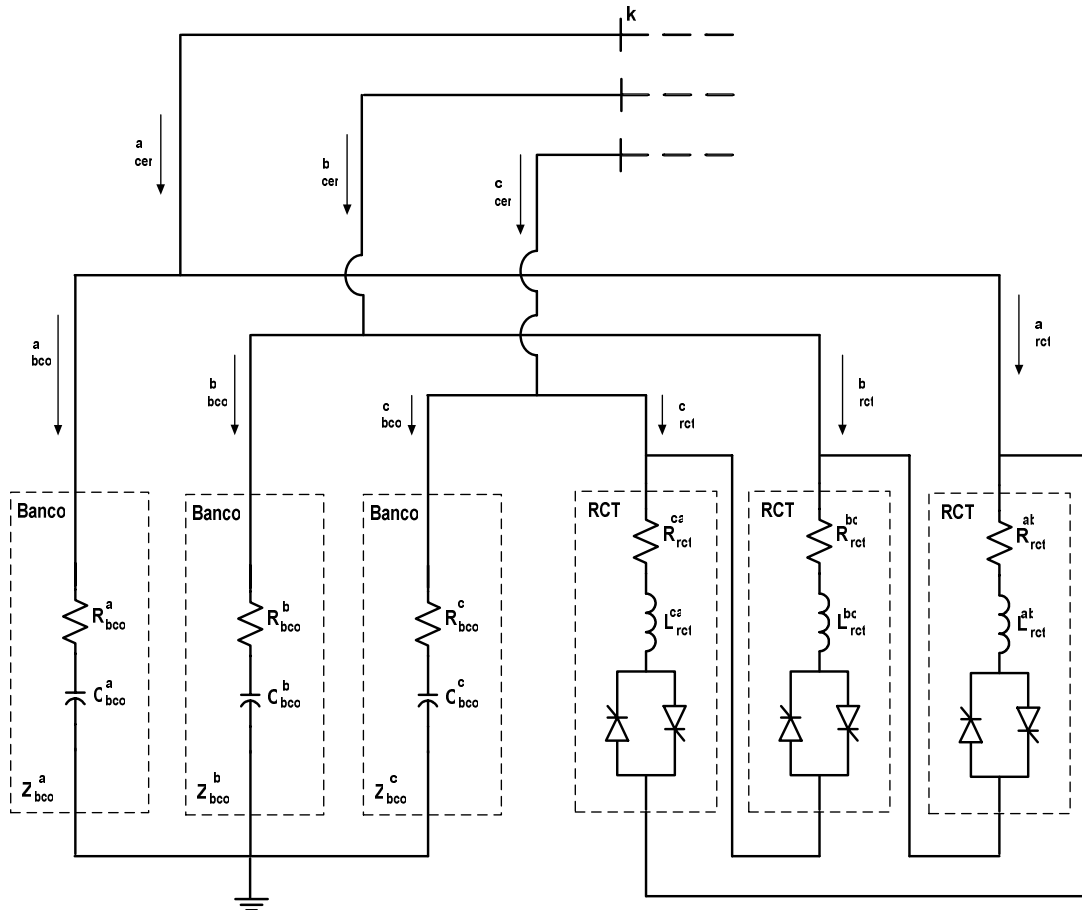 k
a
cer
b
cer
c
cer
a
bco
b
bco
c
bco
c
rct
b
rct
a
rct
Banco
Banco
Banco
RCT
RCT
RCT
R ca rct
R bc rct
R ab rct
R a bco
R b bco
R c bco
L ca rct
L bc rct
L ab rct
C a bco
C b bco
C c bco
Z a bco
Z b bco
Z c bco